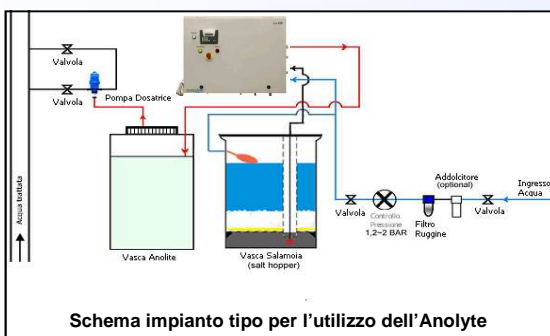 Valvola
Valvola
Pompa Dosatrice
Acqua trattata
Vasca Anolite
Vasca Salamoia
(salt hopper)
Valvola
Controllo
Pressione
1,2~2 BAR
Filtro
Ruggine
Addolcitore
(optional)
Valvola
Ingresso
Acqua
Schema impianto tipo per l'utilizzo dell'Anolyte